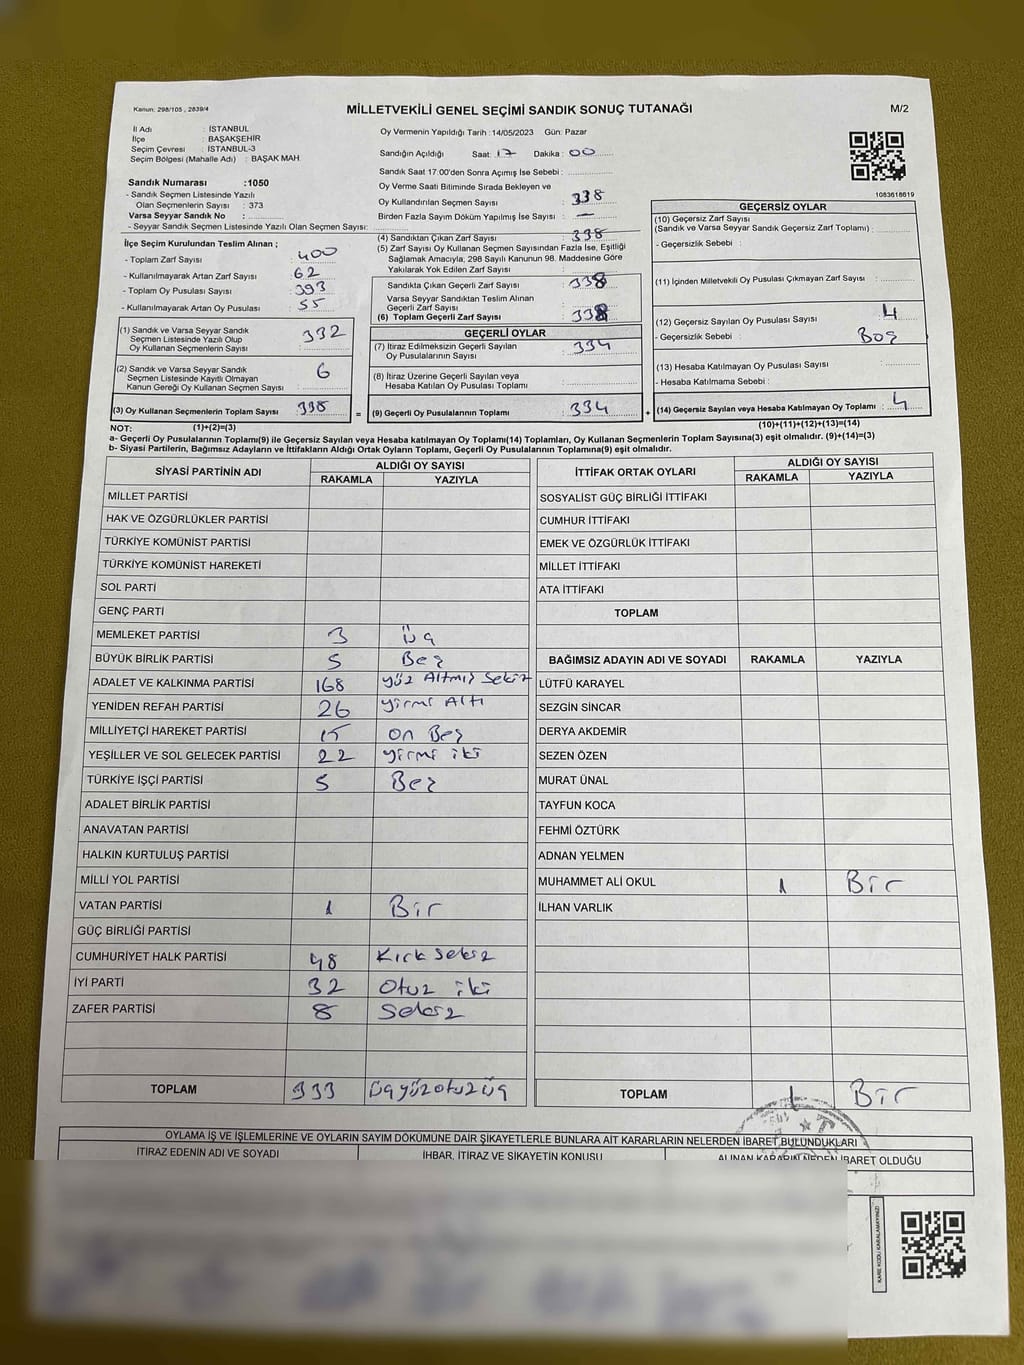 Kanun: 298/105 , 2839/4
MİLLETVEKİLİ GENEL SEÇİMİ SANDIK SONUÇ TUTANAĞI
M/2
İl Adı : İSTANBUL
İlçe : BAŞAKŞEHİR
Seçim Çevresi : İSTANBUL-3
Seçim Bölgesi (Mahalle Adı) : BAŞAK MAH.
Sandık Numarası :1050
- Sandık Seçmen Listesinde Yazılı
Olan Seçmenlerin Sayısı : 373
Varsa Seyyar Sandık No :
- Seyyar Sandık Seçmen Listesinde Yazılı Olan Seçmen Sayısı:
Oy Vermenin Yapıldığı Tarih :14/05/2023 Gün: Pazar
Sandığın Açıldığı Saat: 17 Dakika: 00
Sandık Saat 17.00'den Sonra Açımış İse Sebebi :
Oy Verme Saati Bitiminde Sırada Bekleyen ve
Oy Kullandırılan Seçmen Sayısı : 338
Birden Fazla Sayım Döküm Yapılmış İse Sayısı : —
1083616619
İlçe Seçim Kurulundan Teslim Alınan ;
- Toplam Zarf Sayısı : 400
- Kullanılmayarak Artan Zarf Sayısı : 62
- Toplam Oy Pusulası Sayısı : 393
- Kullanılmayarak Artan Oy Pusulası : 55
(1) Sandık ve Varsa Seyyar Sandık
Seçmen Listesinde Yazılı Olup
Oy Kullanan Seçmenlerin Sayısı : 332
(2) Sandık ve Varsa Seyyar Sandık
Seçmen Listesinde Kayıtlı Olmayan
Kanun Gereği Oy Kullanan Seçmen Sayısı : 6
(3) Oy Kullanan Seçmenlerin Toplam Sayısı : 338 =
(4) Sandıktan Çıkan Zarf Sayısı : 338
(5) Zarf Sayısı Oy Kullanan Seçmen Sayısından Fazla İse, Eşitliği
Sağlamak Amacıyla, 298 Sayılı Kanunun 98. Maddesine Göre
Yakılarak Yok Edilen Zarf Sayısı :
Sandıkta Çıkan Geçerli Zarf Sayısı : 338
Varsa Seyyar Sandıktan Teslim Alınan
Geçerli Zarf Sayısı :
(6) Toplam Geçerli Zarf Sayısı : 338
GEÇERLİ OYLAR
(7) İtiraz Edilmeksizin Geçerli Sayılan
Oy Pusulalarının Sayısı : 334
(8) İtiraz Üzerine Geçerli Sayılan veya
Hesaba Katılan Oy Pusulası Toplamı :
(9) Geçerli Oy Pusulalarının Toplamı : 334 +
GEÇERSİZ OYLAR
(10) Geçersiz Zarf Sayısı
(Sandık ve Varsa Seyyar Sandık Geçersiz Zarf Toplamı) :
- Geçersizlik Sebebi :
(11) İçinden Milletvekili Oy Pusulası Çıkmayan Zarf Sayısı :
(12) Geçersiz Sayılan Oy Pusulası Sayısı : 4
- Geçersizlik Sebebi : Boş
(13) Hesaba Katılmayan Oy Pusulası Sayısı :
- Hesaba Katılmama Sebebi :
(14) Geçersiz Sayılan veya Hesaba Katılmayan Oy Toplamı : 4
NOT: (1)+(2)=(3)
(10)+(11)+(12)+(13)=(14)
a- Geçerli Oy Pusulalarının Toplamı(9) ile Geçersiz Sayılan veya Hesaba katılmayan Oy Toplamı(14) Toplamları, Oy Kullanan Seçmenlerin Toplam Sayısına(3) eşit olmalıdır. (9)+(14)=(3)
b- Siyasi Partilerin, Bağımsız Adayların ve İttifakların Aldığı Ortak Oyların Toplamı, Geçerli Oy Pusulalarının Toplamına(9) eşit olmalıdır.
SİYASİ PARTİNİN ADI ALDIĞI OY SAYISI
RAKAMLA YAZIYLA
MİLLET PARTİSİ
HAK VE ÖZGÜRLÜKLER PARTİSİ
TÜRKİYE KOMÜNİST PARTİSİ
TÜRKİYE KOMÜNİST HAREKETİ
SOL PARTİ
GENÇ PARTİ
MEMLEKET PARTİSİ 3 Üç
BÜYÜK BİRLİK PARTİSİ 5 Beş
ADALET VE KALKINMA PARTİSİ 168 yüz Altmış Sekiz
YENİDEN REFAH PARTİSİ 26 yirmi Altı
MİLLİYETÇİ HAREKET PARTİSİ 15 on Beş
YEŞİLLER VE SOL GELECEK PARTİSİ 22 yirmi iki
TÜRKİYE İŞÇİ PARTİSİ 5 Beş
ADALET BİRLİK PARTİSİ
ANAVATAN PARTİSİ
HALKIN KURTULUŞ PARTİSİ
MİLLİ YOL PARTİSİ
VATAN PARTİSİ 1 Bir
GÜÇ BİRLİĞİ PARTİSİ
CUMHURİYET HALK PARTİSİ 48 Kırk Sekiz
İYİ PARTİ 32 Otuz iki
ZAFER PARTİSİ 8 Sekiz
TOPLAM 333 üçyüzotuzüç
İTTİFAK ORTAK OYLARI ALDIĞI OY SAYISI
RAKAMLA YAZIYLA
SOSYALİST GÜÇ BİRLİĞİ İTTİFAKI
CUMHUR İTTİFAKI
EMEK VE ÖZGÜRLÜK İTTİFAKI
MİLLET İTTİFAKI
ATA İTTİFAKI
TOPLAM
BAĞIMSIZ ADAYIN ADI VE SOYADI RAKAMLA YAZIYLA
LÜTFÜ KARAYEL
SEZGİN SİNCAR
DERYA AKDEMİR
SEZEN ÖZEN
MURAT ÜNAL
TAYFUN KOCA
FEHMİ ÖZTÜRK
ADNAN YELMEN
MUHAMMET ALİ OKUL 1 Bir
İLHAN VARLIK
TOPLAM 1 Bir
OYLAMA İŞ VE İŞLEMLERİNE VE OYLARIN SAYIM DÖKÜMÜNE DAİR ŞİKAYETLERLE BUNLARA AİT KARARLARIN NELERDEN İBARET BULUNDUKLARI
İTİRAZ EDENİN ADI VE SOYADI İHBAR, İTİRAZ VE ŞİKAYETİN KONUSU ALINAN KARARIN NEDEN İBARET OLDUĞU
KARE KODU KARALAMAYINIZ!